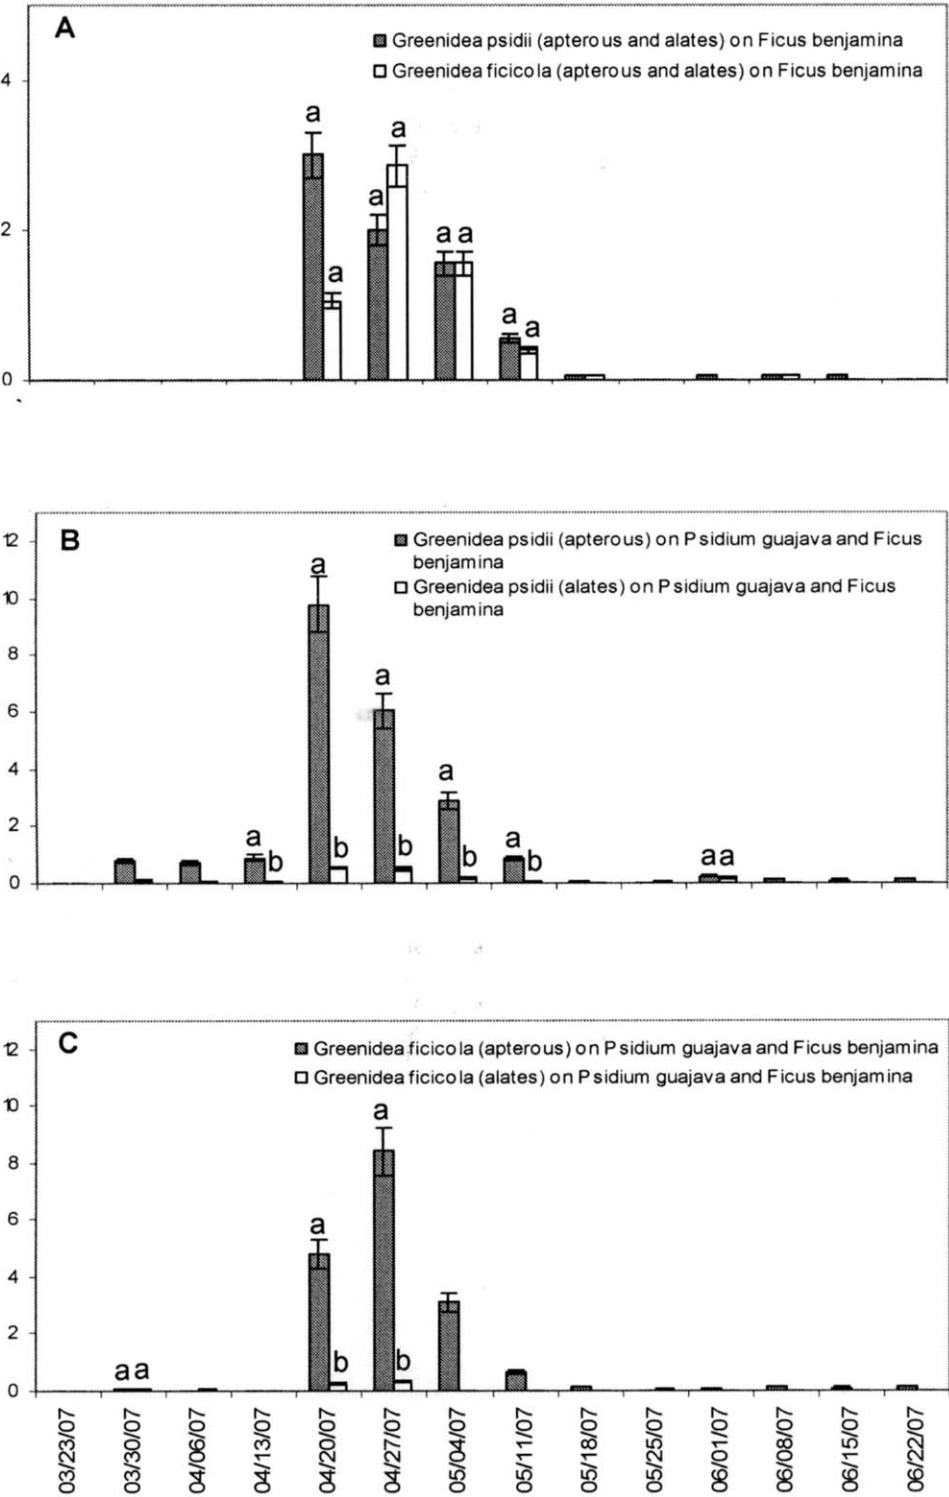 A
Greenidea psidii (apterous and alates) on Ficus benjamina
Greenidea ficicola (apterous and alates) on Ficus benjamina
4
2
0
a
a
a
a
a a
a
a
B
Greenidea psidii (apterous) on Psidium guajava and Ficus
benjamina
Greenidea psidii (alates) on Psidium guajava and Ficus
benjamina
12
10
8
6
4
2
0
a
b
a
b
a
b
a
b
a
b
a a
C
Greenidea ficicola (apterous) on Psidium guajava and Ficus benjamina
Greenidea ficicola (alates) on Psidium guajava and Ficus benjamina
12
10
8
6
4
2
0
a a
a
b
a
b
03/23/07
03/30/07
04/06/07
04/13/07
04/20/07
04/27/07
05/04/07
05/11/07
05/18/07
05/25/07
06/01/07
06/08/07
06/15/07
06/22/07